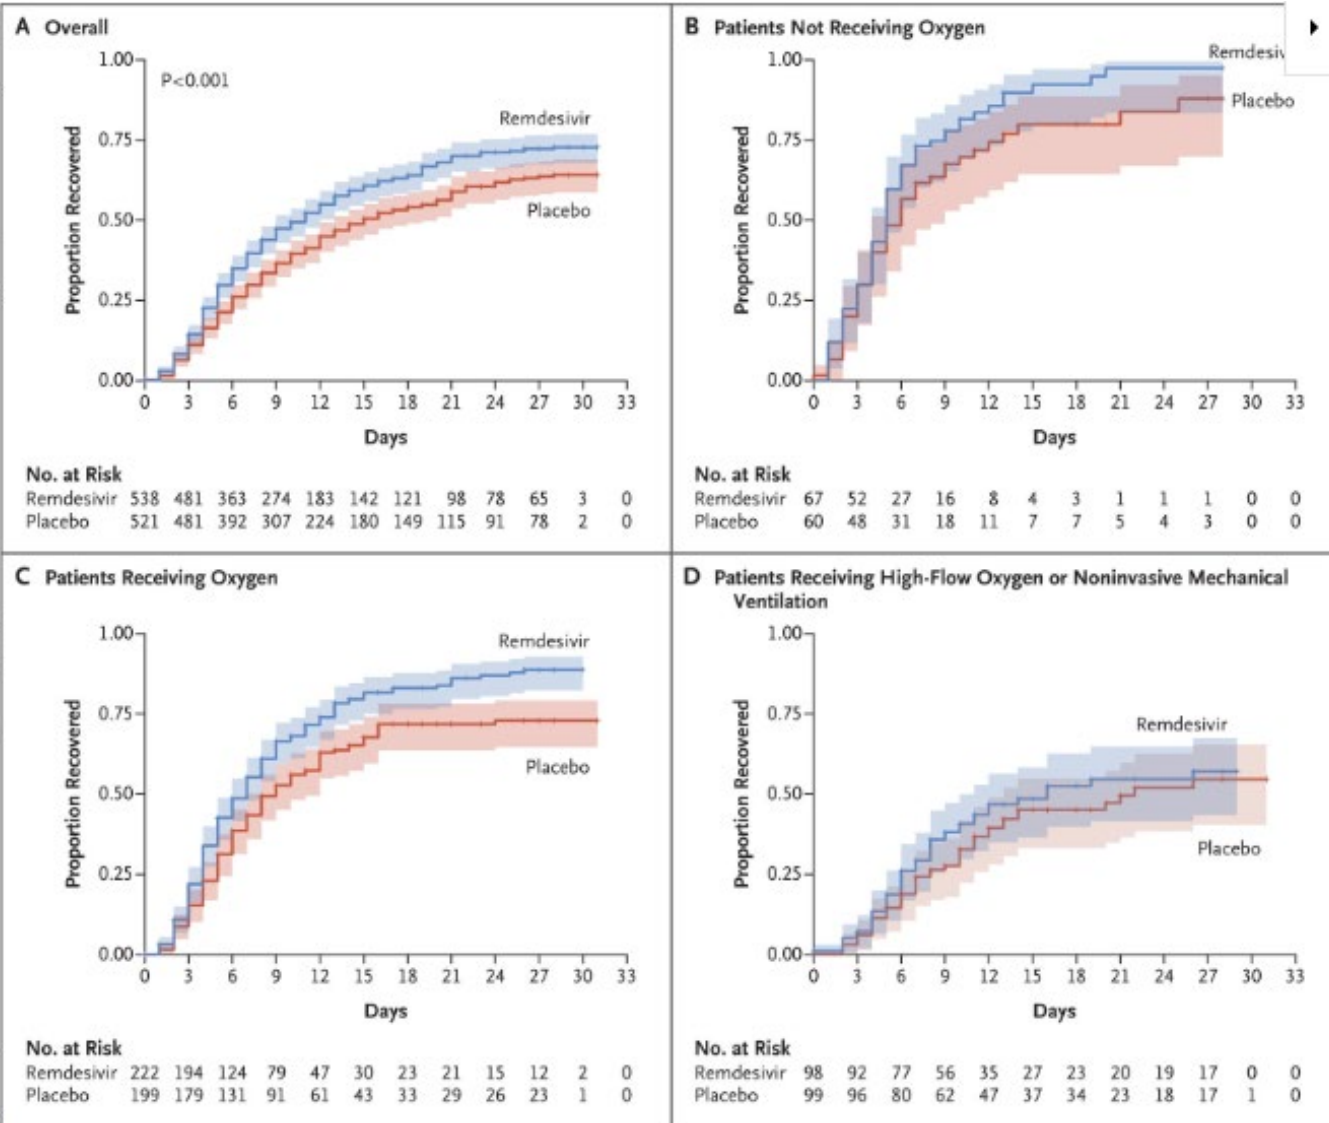 A Overall
1.00
P<0.001
Remdesivir
0.75
0.50
Placebo
0.25
0.00
Proportion Recovered
0 3 6 9 12 15 18 21 24 27 30 33
Days
No. at Risk
Remdesivir 538 481 363 274 183 142 121 98 78 65 3 0
Placebo 521 481 392 307 224 180 149 115 91 78 2 0
B Patients Not Receiving Oxygen
Remdesiv
1.00
Placebo
0.75
0.50
0.25
0.00
Proportion Recovered
0 3 6 9 12 15 18 21 24 27 30 33
Days
No. at Risk
Remdesivir 67 52 27 16 8 4 3 1 1 1 0 0
Placebo 60 48 31 18 11 7 7 5 4 3 0 0
C Patients Receiving Oxygen
1.00
Remdesivir
0.75
Placebo
0.50
0.25
0.00
Proportion Recovered
0 3 6 9 12 15 18 21 24 27 30 33
Days
No. at Risk
Remdesivir 222 194 124 79 47 30 23 21 15 12 2 0
Placebo 199 179 131 91 61 43 33 29 26 23 1 0
D Patients Receiving High-Flow Oxygen or Noninvasive Mechanical
Ventilation
1.00
Remdesivir
0.75
0.50
Placebo
0.25
0.00
Proportion Recovered
0 3 6 9 12 15 18 21 24 27 30 33
Days
No. at Risk
Remdesivir 98 92 77 56 35 27 23 20 19 17 0 0
Placebo 99 96 80 62 47 37 34 23 18 17 1 0